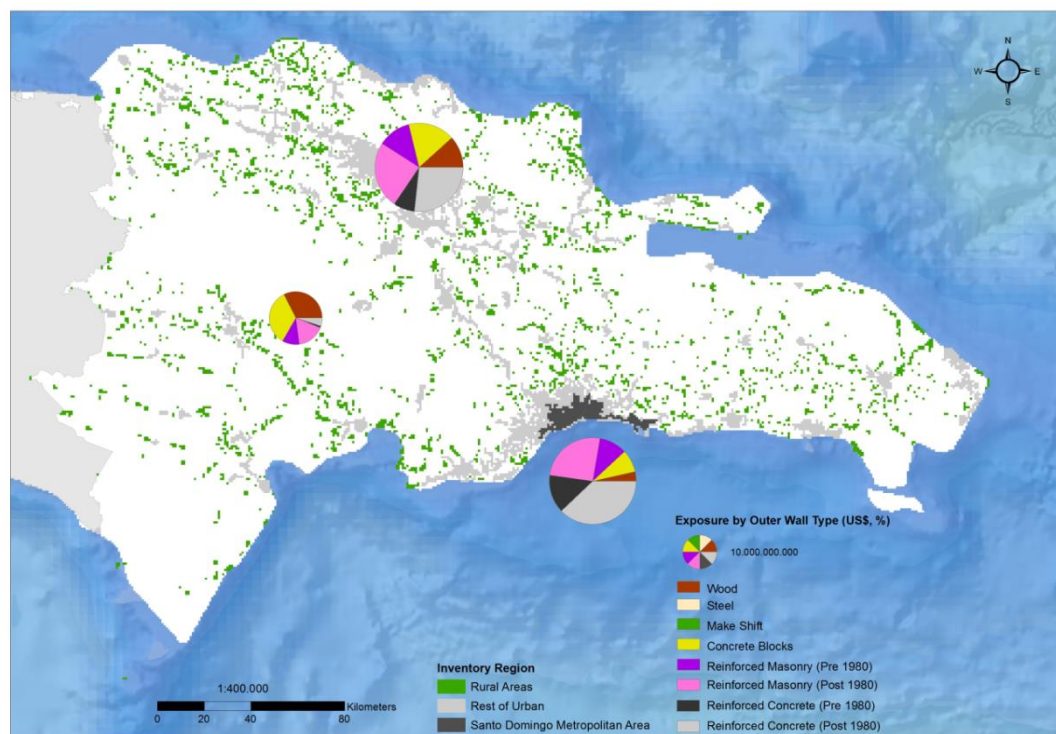 N
W E
S
Exposure by Outer Wall Type (US$, %)
10.000.000.000
Wood
Steel
Make Shift
Concrete Blocks
Reinforced Masonry (Pre 1980)
Reinforced Masonry (Post 1980)
Reinforced Concrete (Pre 1980)
Reinforced Concrete (Post 1980)
Inventory Region
Rural Areas
Rest of Urban
Santo Domingo Metropolitan Area
1:400.000
Kilometers
0 20 40 80